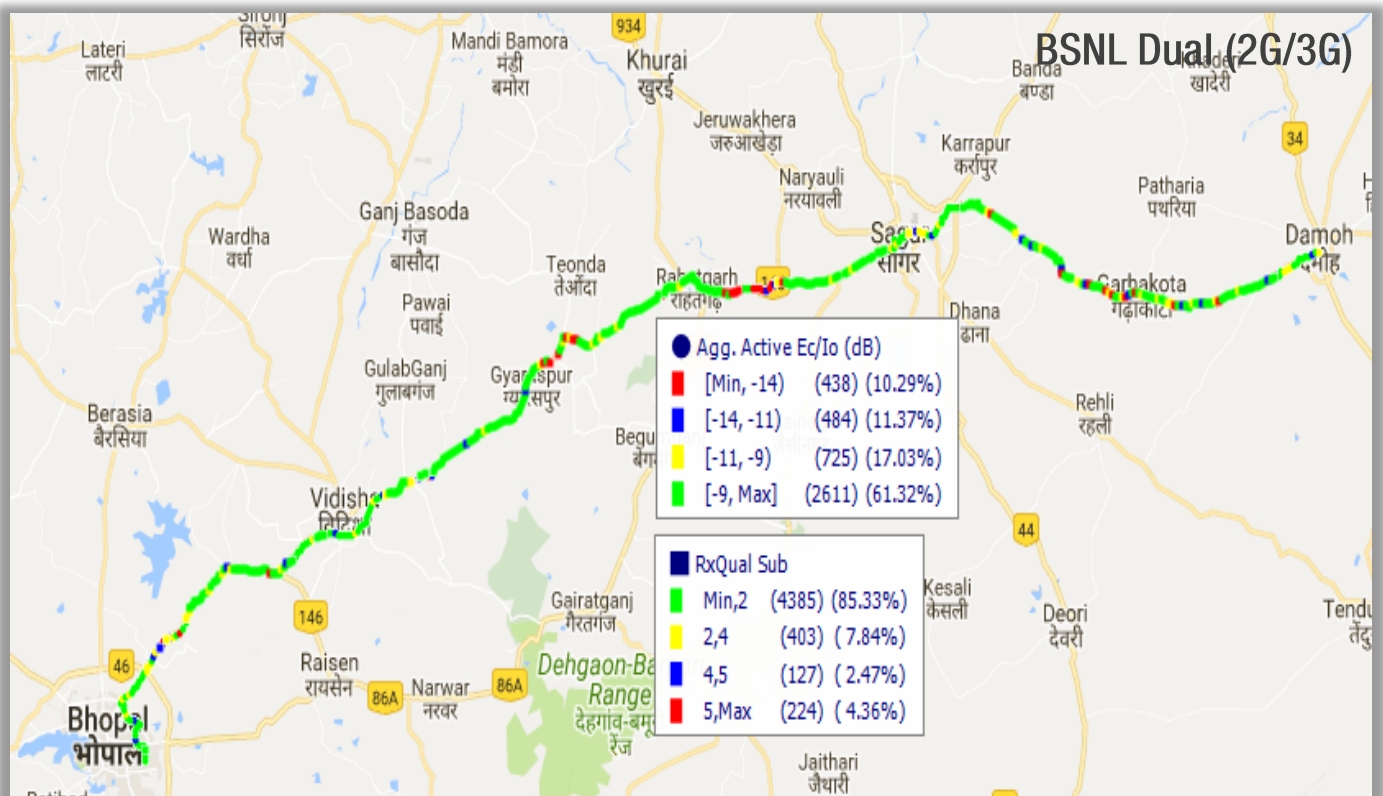 BSNL Dual (2G/3G)
934
सिरोंज
Lateri
लाटरी
Mandi Bamora
मंडी
बमोरा
Khurai
खुरई
Banda
बण्डा
खादेरी
Jeruwakhera
जरुआखेड़ा
34
Karrapur
कर्रापुर
Naryauli
नरयावली
Patharia
पथरिया
Ganj Basoda
गंज
बासौदा
Wardha
वर्धा
Sagar
सागर
Damoh
दमोह
Teonda
तेओंदा
Rahatgarh
राहतगढ़
Garhakota
गढ़ाकोटा
Pawai
पवाई
Dhana
ढाना
GulabGanj
गुलाबगंज
Gyaraspur
ग्यारसपुर
Berasia
बैरसिया
Rehli
रहली
Agg. Active Ec/Io (dB)
[Min, -14) (438) (10.29%)
[-14, -11) (484) (11.37%)
[-11, -9) (725) (17.03%)
[-9, Max] (2611) (61.32%)
Vidisha
विदिशा
44
RxQual Sub
Min,2 (4385) (85.33%)
2,4 (403) ( 7.84%)
4,5 (127) ( 2.47%)
5,Max (224) ( 4.36%)
Kesali
केसली
Gairatganj
गैरतगंज
146
Deori
देवरी
46
Raisen
रायसेन
86A
Narwar
नरवर
86A
Range
रेंज
Bhopal
भोपाल
Jaithari
जैथारी